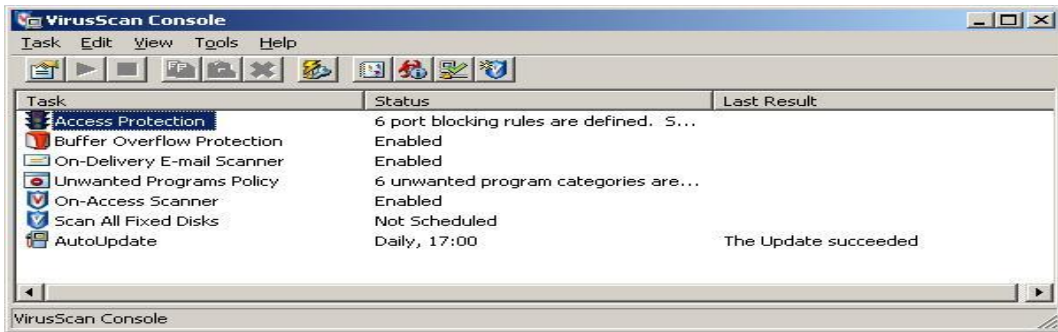 VirusScan Console
Task Edit View Tools Help
Task Status Last Result
Access Protection 6 port blocking rules are defined. S...
Buffer Overflow Protection Enabled
On-Delivery E-mail Scanner Enabled
Unwanted Programs Policy 6 unwanted program categories are...
On-Access Scanner Enabled
Scan All Fixed Disks Not Scheduled
AutoUpdate Daily, 17:00 The Update succeeded
VirusScan Console